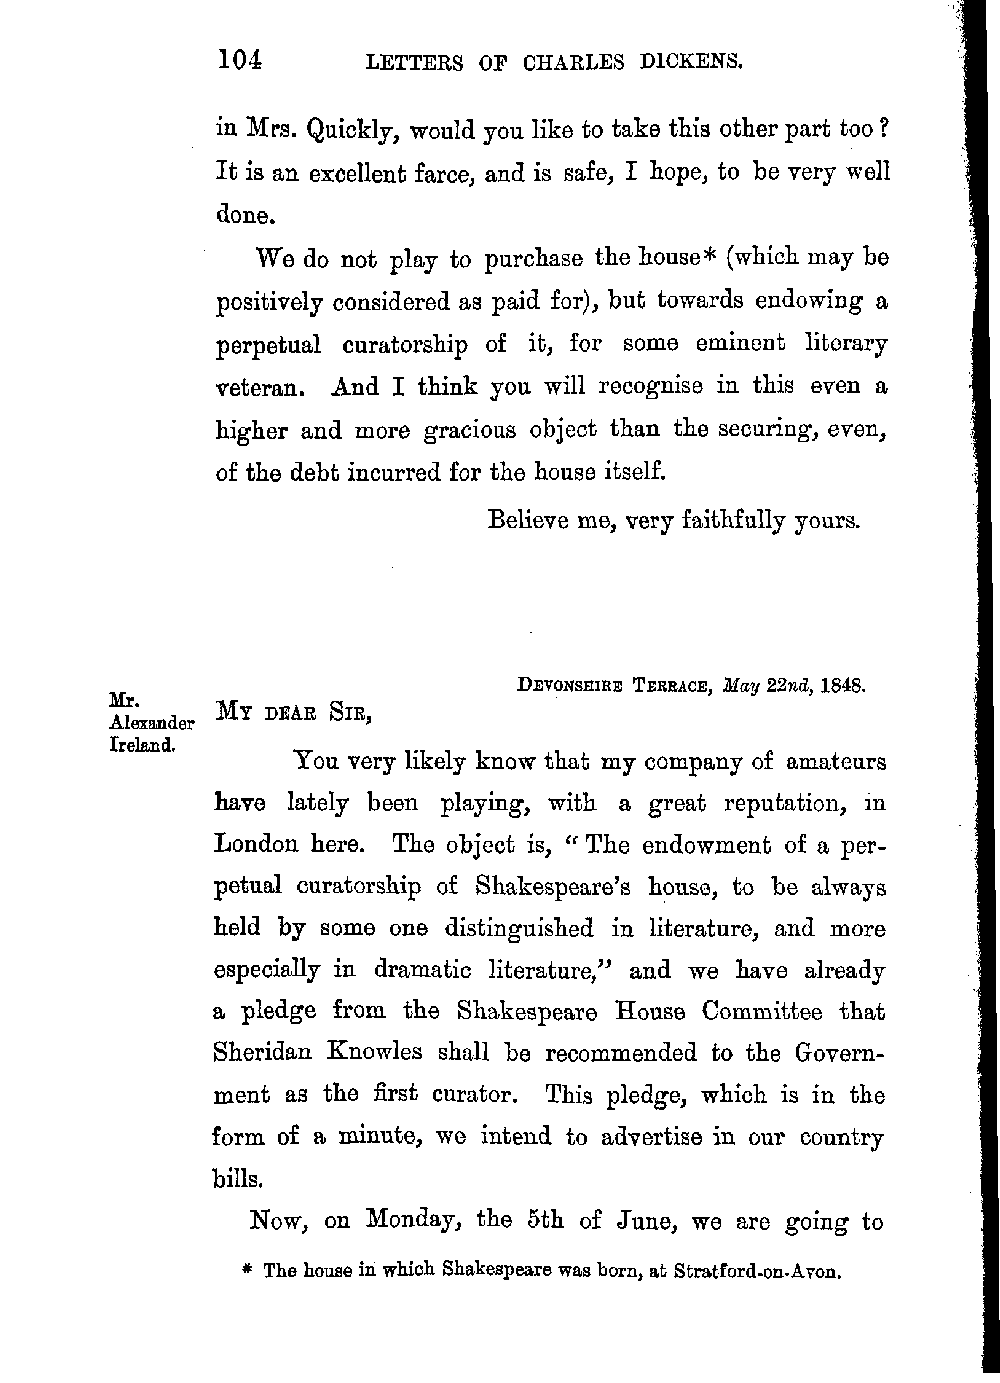 104 LETTERS OF CHARLES DICKENS.
in Mrs. Quickly, would you like to take this other part too?
It is an excellent farce, and is safe, I hope, to be very well
done.
We do not play to purchase the house* (which may be
positively considered as paid for), but towards endowing a
perpetual curatorship of it, for some eminent literary
veteran. And I think you will recognise in this even a
higher and more gracious object than the securing, even,
of the debt incurred for the house itself.
Believe me, very faithfully yours.
DEVONSHIRE TERRACE, May 22nd, 1848.
Mr.
Alexander
Ireland.
MY DEAR SIR,
You very likely know that my company of amateurs
have lately been playing, with a great reputation, in
London here. The object is, “The endowment of a per-
petual curatorship of Shakespeare’s house, to be always
held by some one distinguished in literature, and more
especially in dramatic literature,” and we have already
a pledge from the Shakespeare House Committee that
Sheridan Knowles shall be recommended to the Govern-
ment as the first curator. This pledge, which is in the
form of a minute, we intend to advertise in our country
bills.
Now, on Monday, the 5th of June, we are going to
* The house in which Shakespeare was born, at Stratford-on-Avon.